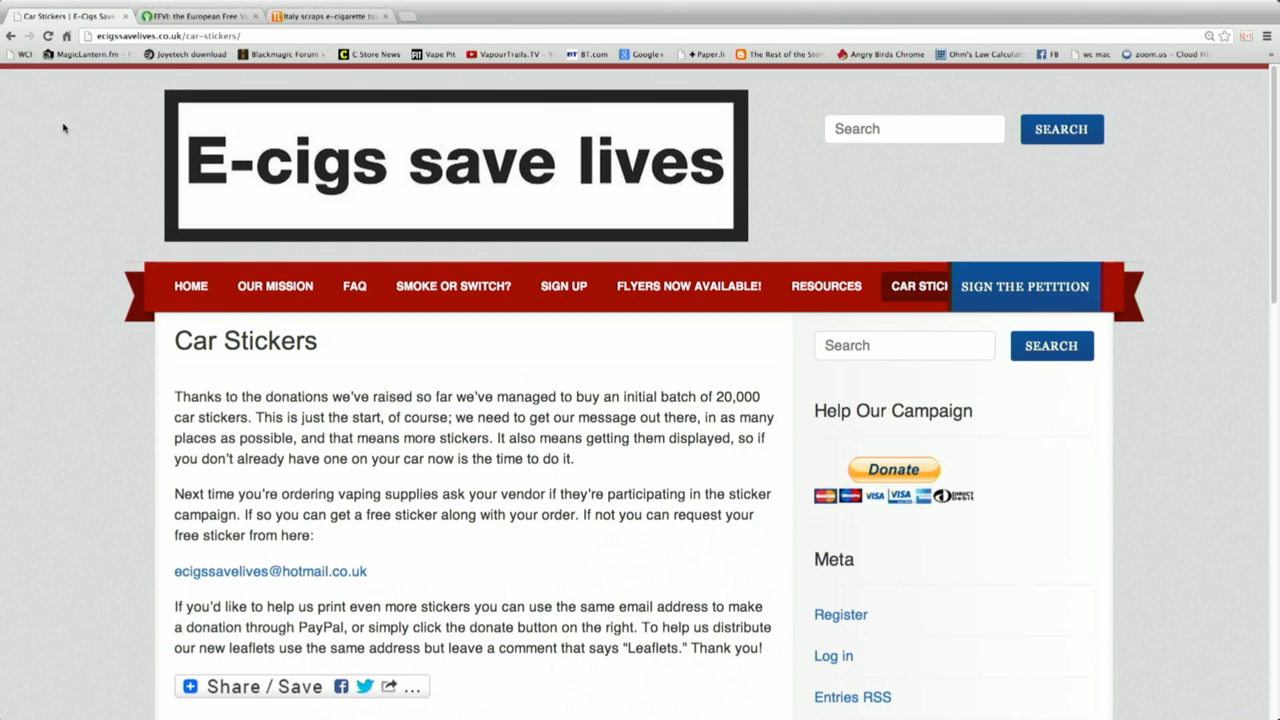 Car Stickers | E-Cigs Save
EFVI: the European Free V
Italy scraps e-cigarette ta
ecigssavelives.co.uk/car-stickers/
WCI
MagicLantern.fm -
Joyetech download
Blackmagic Forum •
C Store News
Vape Pit
VapourTrails.TV -
BT.com
Google+
+ Paper.li
The Rest of the Stor
Angry Birds Chrome
Ohm's Law Calculat
FB
wc mac
zoom.us - Cloud H
E-cigs save lives
Search
SEARCH
HOME
OUR MISSION
FAQ
SMOKE OR SWITCH?
SIGN UP
FLYERS NOW AVAILABLE!
RESOURCES
CAR STICK
SIGN THE PETITION
Car Stickers
Thanks to the donations we’ve raised so far we’ve managed to buy an initial batch of 20,000
car stickers. This is just the start, of course; we need to get our message out there, in as many
places as possible, and that means more stickers. It also means getting them displayed, so if
you don’t already have one on your car now is the time to do it.
Next time you’re ordering vaping supplies ask your vendor if they’re participating in the sticker
campaign. If so you can get a free sticker along with your order. If not you can request your
free sticker from here:
ecigssavelives@hotmail.co.uk
If you’d like to help us print even more stickers you can use the same email address to make
a donation through PayPal, or simply click the donate button on the right. To help us distribute
our new leaflets use the same address but leave a comment that says “Leaflets.” Thank you!
Share / Save
...
Search
SEARCH
Help Our Campaign
Donate
VISA
VISA
DIRECT
Debit
Meta
Register
Log in
Entries RSS